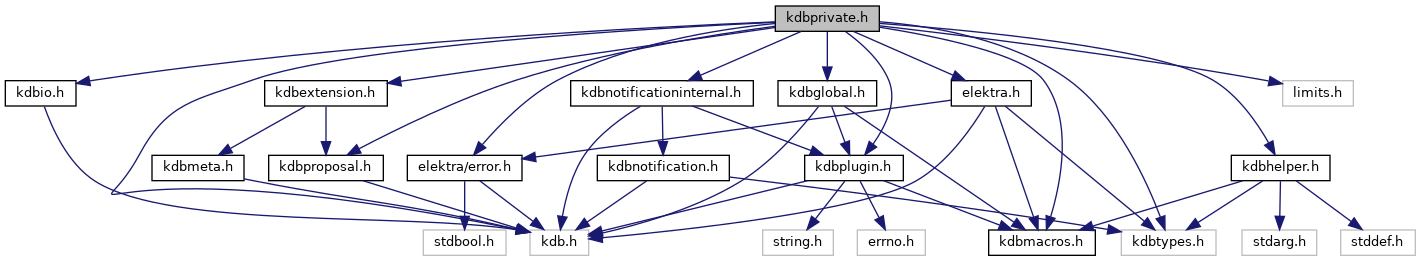 kdbprivate.h
kdbio.h
kdbextension.h
kdbnotificationinternal.h
kdbglobal.h
elektra.h
limits.h
kdbmeta.h
kdbproposal.h
elektra/error.h
kdbnotification.h
kdbplugin.h
kdbhelper.h
stdbool.h
kdb.h
string.h
errno.h
kdbmacros.h
kdbtypes.h
stdarg.h
stddef.h